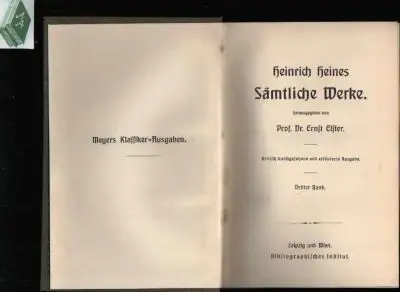 Meyers Klassiker-Ausgaben.
Heinrich Heines
Sämtliche Werke.
Herausgegeben von
Prof. Dr. Ernst Elster.
Kritisch durchgesehene und erläuterte Ausgabe.
Dritter Band.
Leipzig und Wien.
Bibliographisches Institut.